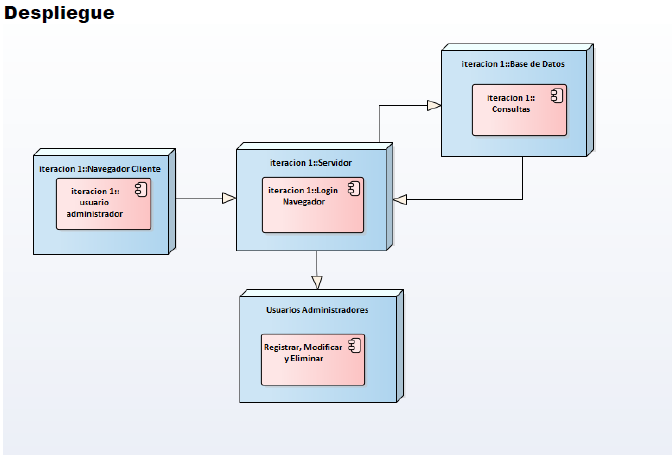 Despliegue
iteracion 1::Base de Datos
iteracion 1::
Consultas
iteracion 1::Servidor
iteracion 1::Login
Navegador
iteracion 1::Navegador Cliente
iteracion 1::
usuario
administrador
Usuarios Administradores
Registrar, Modificar
y Eliminar